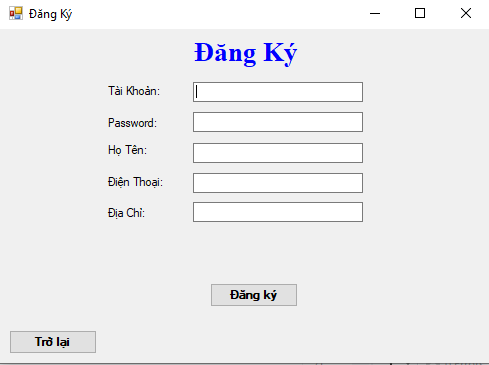 Đăng Ký
Đăng Ký
Tài Khoản:
Password:
Họ Tên:
Điện Thoại:
Địa Chỉ:
Đăng ký
Trở lại